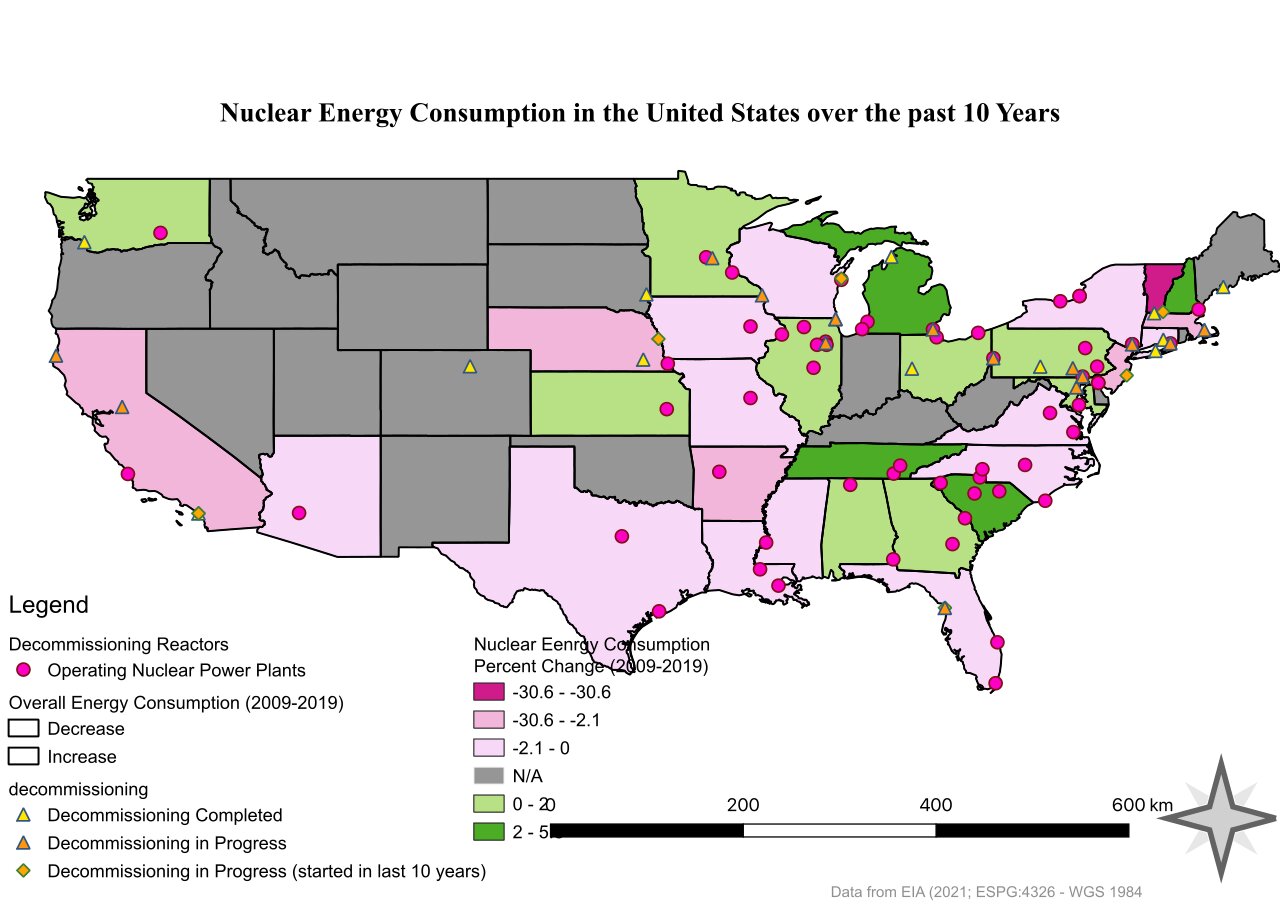 Nuclear Energy Consumption in the United States over the past 10 Years
Legend
Decommissioning Reactors
Operating Nuclear Power Plants
Overall Energy Consumption (2009-2019)
Decrease
Increase
decommissioning
Decommissioning Completed
Decommissioning in Progress
Decommissioning in Progress (started in last 10 years)
Nuclear Eenrgy Consumption
Percent Change (2009-2019)
-30.6 - -30.6
-30.6 - -2.1
-2.1 - 0
N/A
0 - 2
2 - 5
0 200 400 600 km
Data from EIA (2021; ESPG:4326 - WGS 1984